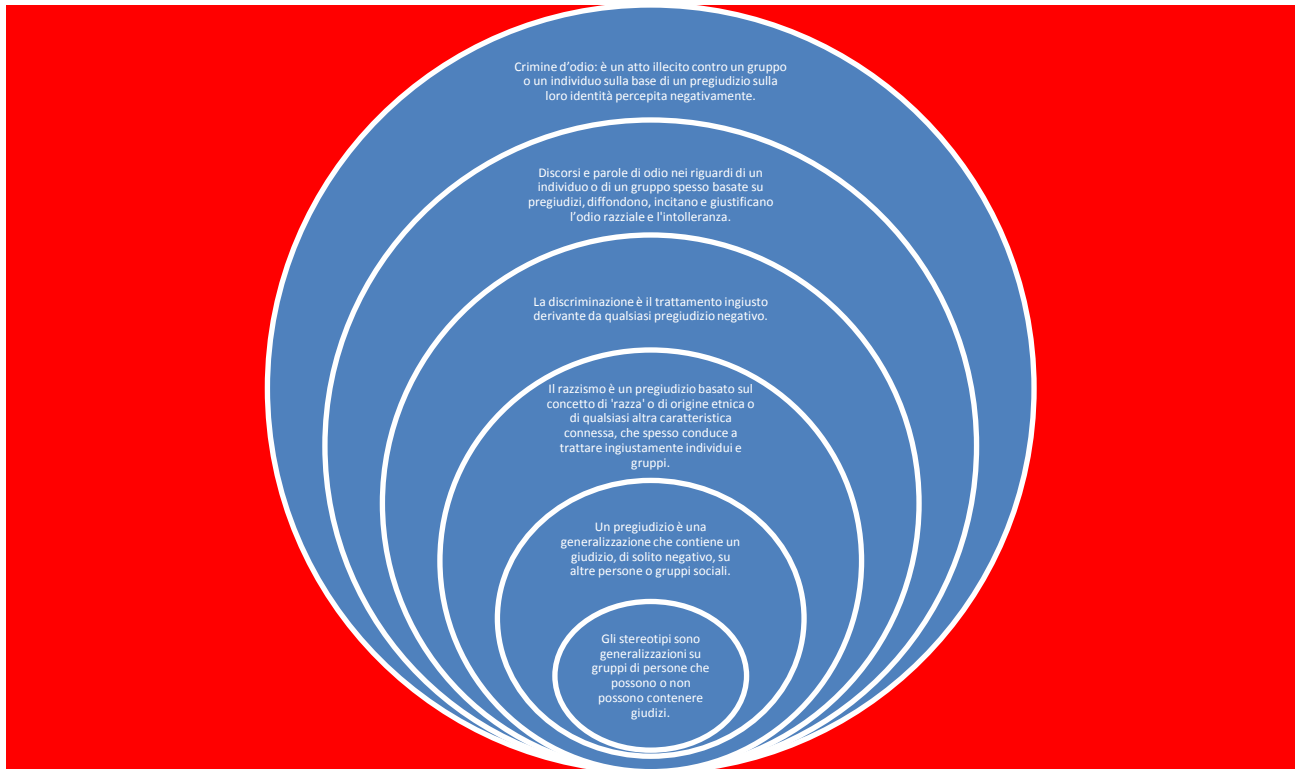 Crimine d’odio: è un atto illecito contro un gruppo
o un individuo sulla base di un pregiudizio sulla
loro identità percepita negativamente.
Discorsi e parole di odio nei riguardi di un
individuo o di un gruppo spesso basate su
pregiudizi, diffondono, incitano e giustificano
l’odio razziale e l'intolleranza.
La discriminazione è il trattamento ingiusto
derivante da qualsiasi pregiudizio negativo.
Il razzismo è un pregiudizio basato sul
concetto di 'razza' o di origine etnica o
di qualsiasi altra caratteristica
connessa, che spesso conduce a
trattare ingiustamente individui e
gruppi.
Un pregiudizio è una
generalizzazione che contiene un
giudizio, di solito negativo, su
altre persone o gruppi sociali.
Gli stereotipi sono
generalizzazioni su
gruppi di persone che
possono o non
possono contenere
giudizi.